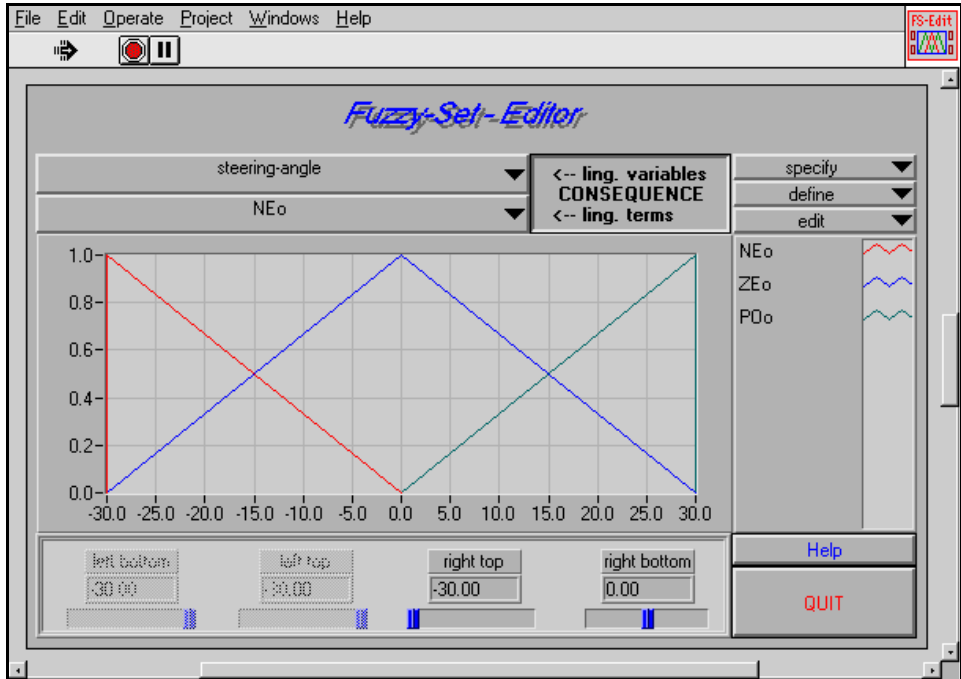 File Edit Operate Project Windows Help
FS-Edit
Fuzzy-Set-Editor
steering-angle
NEo
<-- ling. variables
CONSEQUENCE
<-- ling. terms
specify
define
edit
1.0
0.8
0.6
0.4
0.2
0.0
-30.0 -25.0 -20.0 -15.0 -10.0 -5.0 0.0 5.0 10.0 15.0 20.0 25.0 30.0
NEo
ZEo
POo
left bottom left top right top right bottom
-30.00 -30.00 -30.00 0.00
Help
QUIT